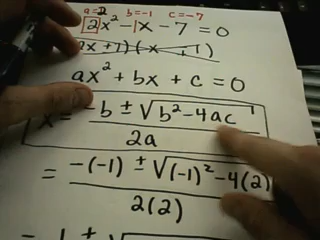 a=2 b=-1 c=-7
2x² - 1x - 7 = 0
ax² + bx + c = 0
x = -b ± √b² - 4ac / 2a
= -(-1) ± √(-1)² - 4(2) / 2(2)